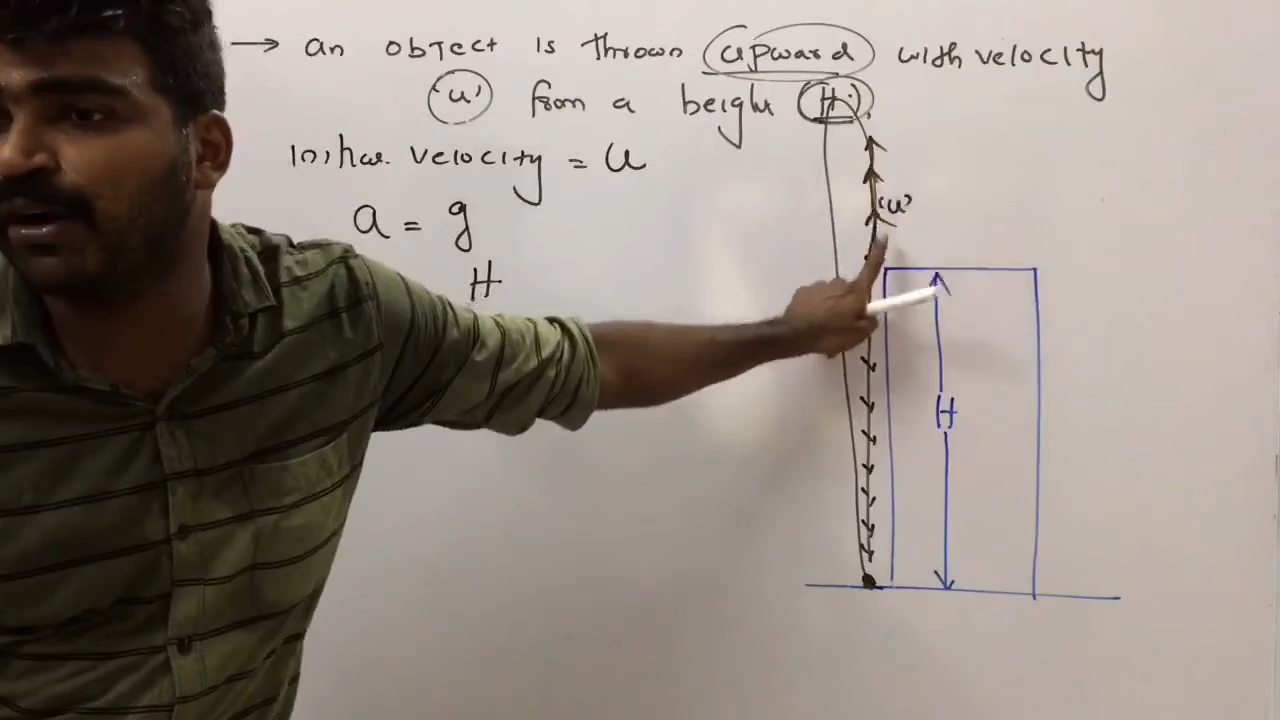 → an object is thrown upward with velocity
'u' from a height (H).
Initial velocity = u
a = g
H
'u'
H